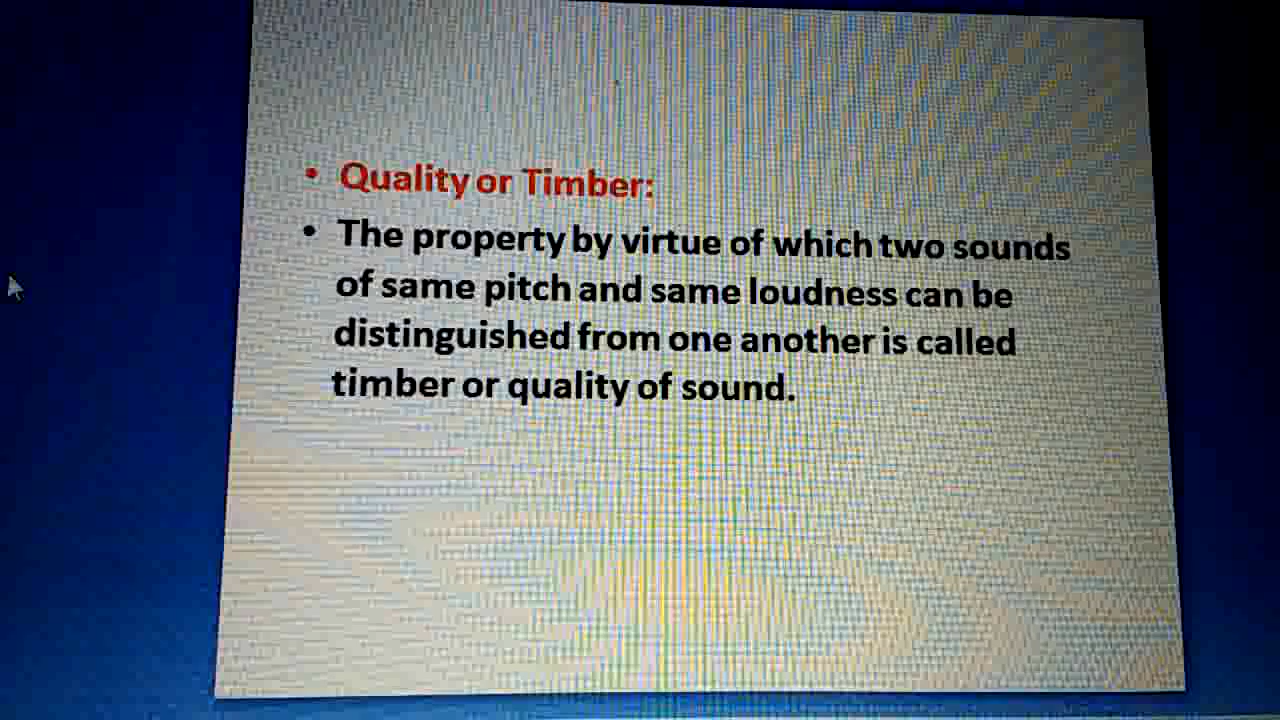 • Quality or Timber:
• The property by virtue of which two sounds
of same pitch and same loudness can be
distinguished from one another is called
timber or quality of sound.